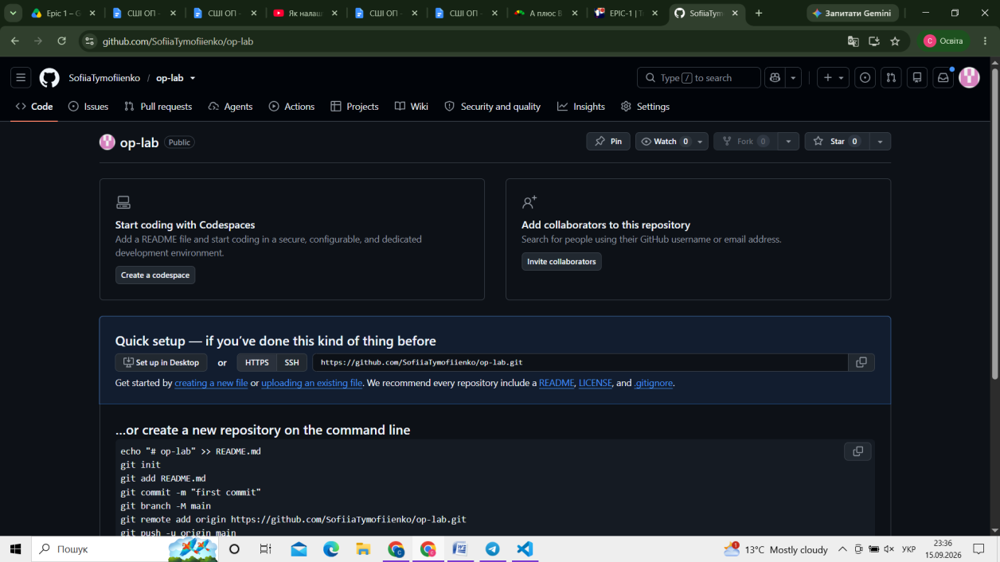 Epic 1 – G
СШІ ОП -
СШІ ОП -
Як налаш
СШІ ОП -
СШІ ОП -
А плюс B
EPIC-1 | Ti
SofiiaTym
Запитати Gemini
github.com/SofiiaTymofiienko/op-lab
С Освіта
SofiiaTymofiienko / op-lab
Type / to search
Code
Issues
Pull requests
Agents
Actions
Projects
Wiki
Security and quality
Insights
Settings
op-lab Public
Pin
Watch 0
Fork 0
Star 0
Start coding with Codespaces
Add a README file and start coding in a secure, configurable, and dedicated
development environment.
Create a codespace
Add collaborators to this repository
Search for people using their GitHub username or email address.
Invite collaborators
Quick setup — if you’ve done this kind of thing before
Set up in Desktop or HTTPS SSH https://github.com/SofiiaTymofiienko/op-lab.git
Get started by creating a new file or uploading an existing file. We recommend every repository include a README, LICENSE, and .gitignore.
…or create a new repository on the command line
echo "# op-lab" >> README.md
git init
git add README.md
git commit -m "first commit"
git branch -M main
git remote add origin https://github.com/SofiiaTymofiienko/op-lab.git
git push -u origin main
Пошук
1
13°C Mostly cloudy
УКР
23:36
15.09.2026